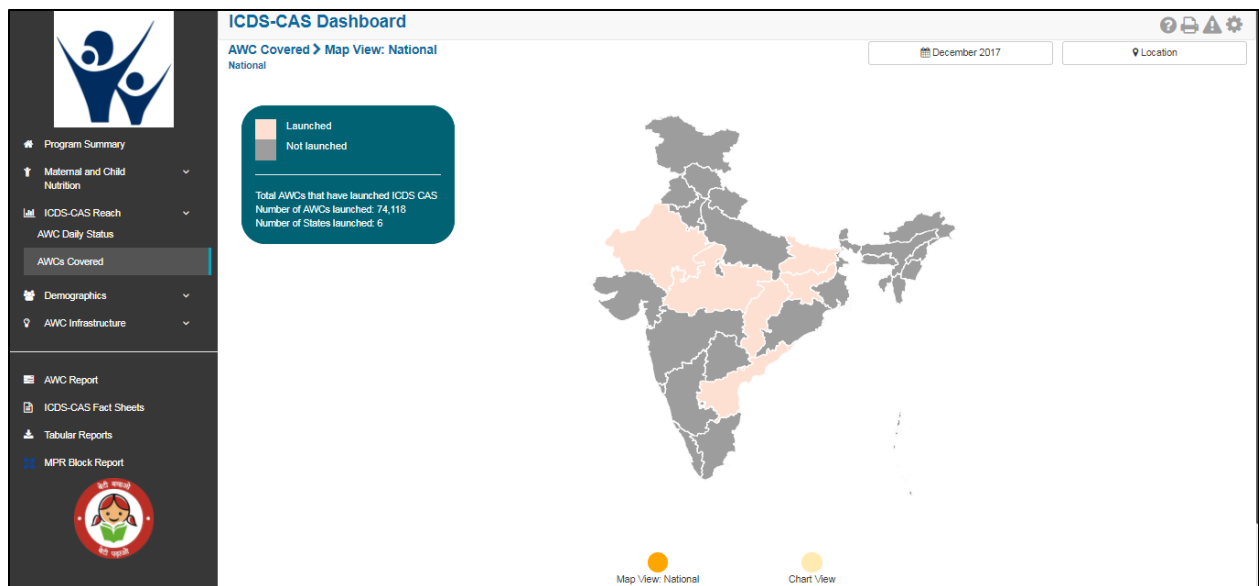 ICDS-CAS Dashboard
AWC Covered > Map View: National
National
December 2017
Location
Program Summary
Maternal and Child
Nutrition
ICDS-CAS Reach
AWC Daily Status
AWCs Covered
Demographics
AWC Infrastructure
AWC Report
ICDS-CAS Fact Sheets
Tabular Reports
MPR Block Report
बेटी बचाओ
बेटी पढ़ाओ
Launched
Not launched
Total AWCs that have launched ICDS CAS
Number of AWCs launched: 74,118
Number of States launched: 6
Map View: National
Chart View